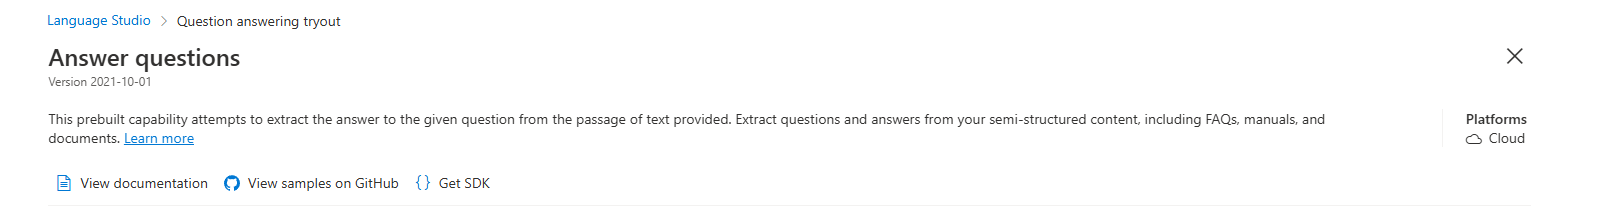 Language Studio > Question answering tryout
Answer questions
Version 2021-10-01
This prebuilt capability attempts to extract the answer to the given question from the passage of text provided. Extract questions and answers from your semi-structured content, including FAQs, manuals, and
documents. Learn more
Platforms
Cloud
View documentation View samples on GitHub {} Get SDK